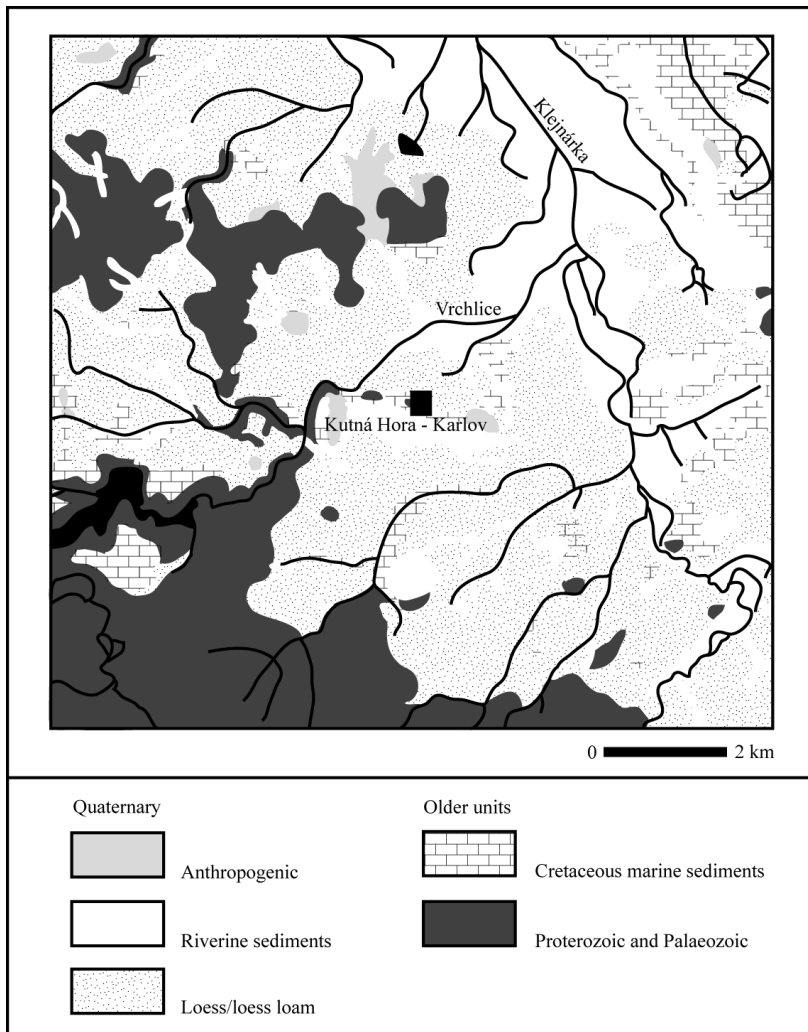 Klejnárka
Vrchlice
Kutná Hora - Karlov
0 2 km
Quaternary
Anthropogenic
Riverine sediments
Loess/loess loam
Older units
Cretaceous marine sediments
Proterozoic and Palaeozoic